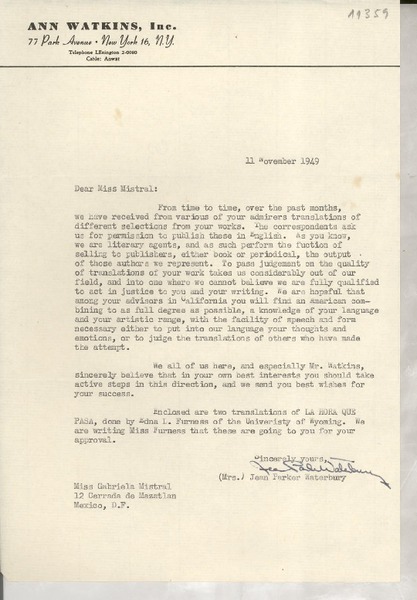 19359
ANN WATKINS, Inc.
77 Park Avenue • New York 16, N.Y.
Telephone LExington 2-0080
Cable: Anwat
11 November 1949
Dear Miss Mistral:
From time to time, over the past months,
we have received from various of your admirers translations of
different selections from your works. The correspondents ask
us for permission to publish these in English. As you know,
we are literary agents, and as such perform the fuction of
selling to publishers, either book or periodical, the output
of those authors we represent. To pass judgement on the quality
of translations of your work takes us considerably out of our
field, and into one where we cannot believe we are fully qualified
to act in justice to you and your writing. We are hopeful that
among your advisors in California you will find an American com-
bining to as full degree as possible, a knowledge of your language
and your artistic range, with the facility of speech and form
necessary either to put into our language your thoughts and
emotions, or to judge the translations of others who have made
the attempt.
We all of us here, and especially Mr. Watkins,
sincerely believe that in your own best interests you should take
active steps in this direction, and we send you best wishes for
your success.
Enclosed are two translations of LA HORA QUE
PASA, done by Edna L. Furness of the Univeristy of Wyoming. We
are writing Miss Furness that these are going to you for your
approval.
Sincerely yours,
Jean Parker Waterbury
(Mrs.) Jean Parker Waterbury
Miss Gabriela Mistral
12 Cerrada de Mazatlan
Mexico, D.F.